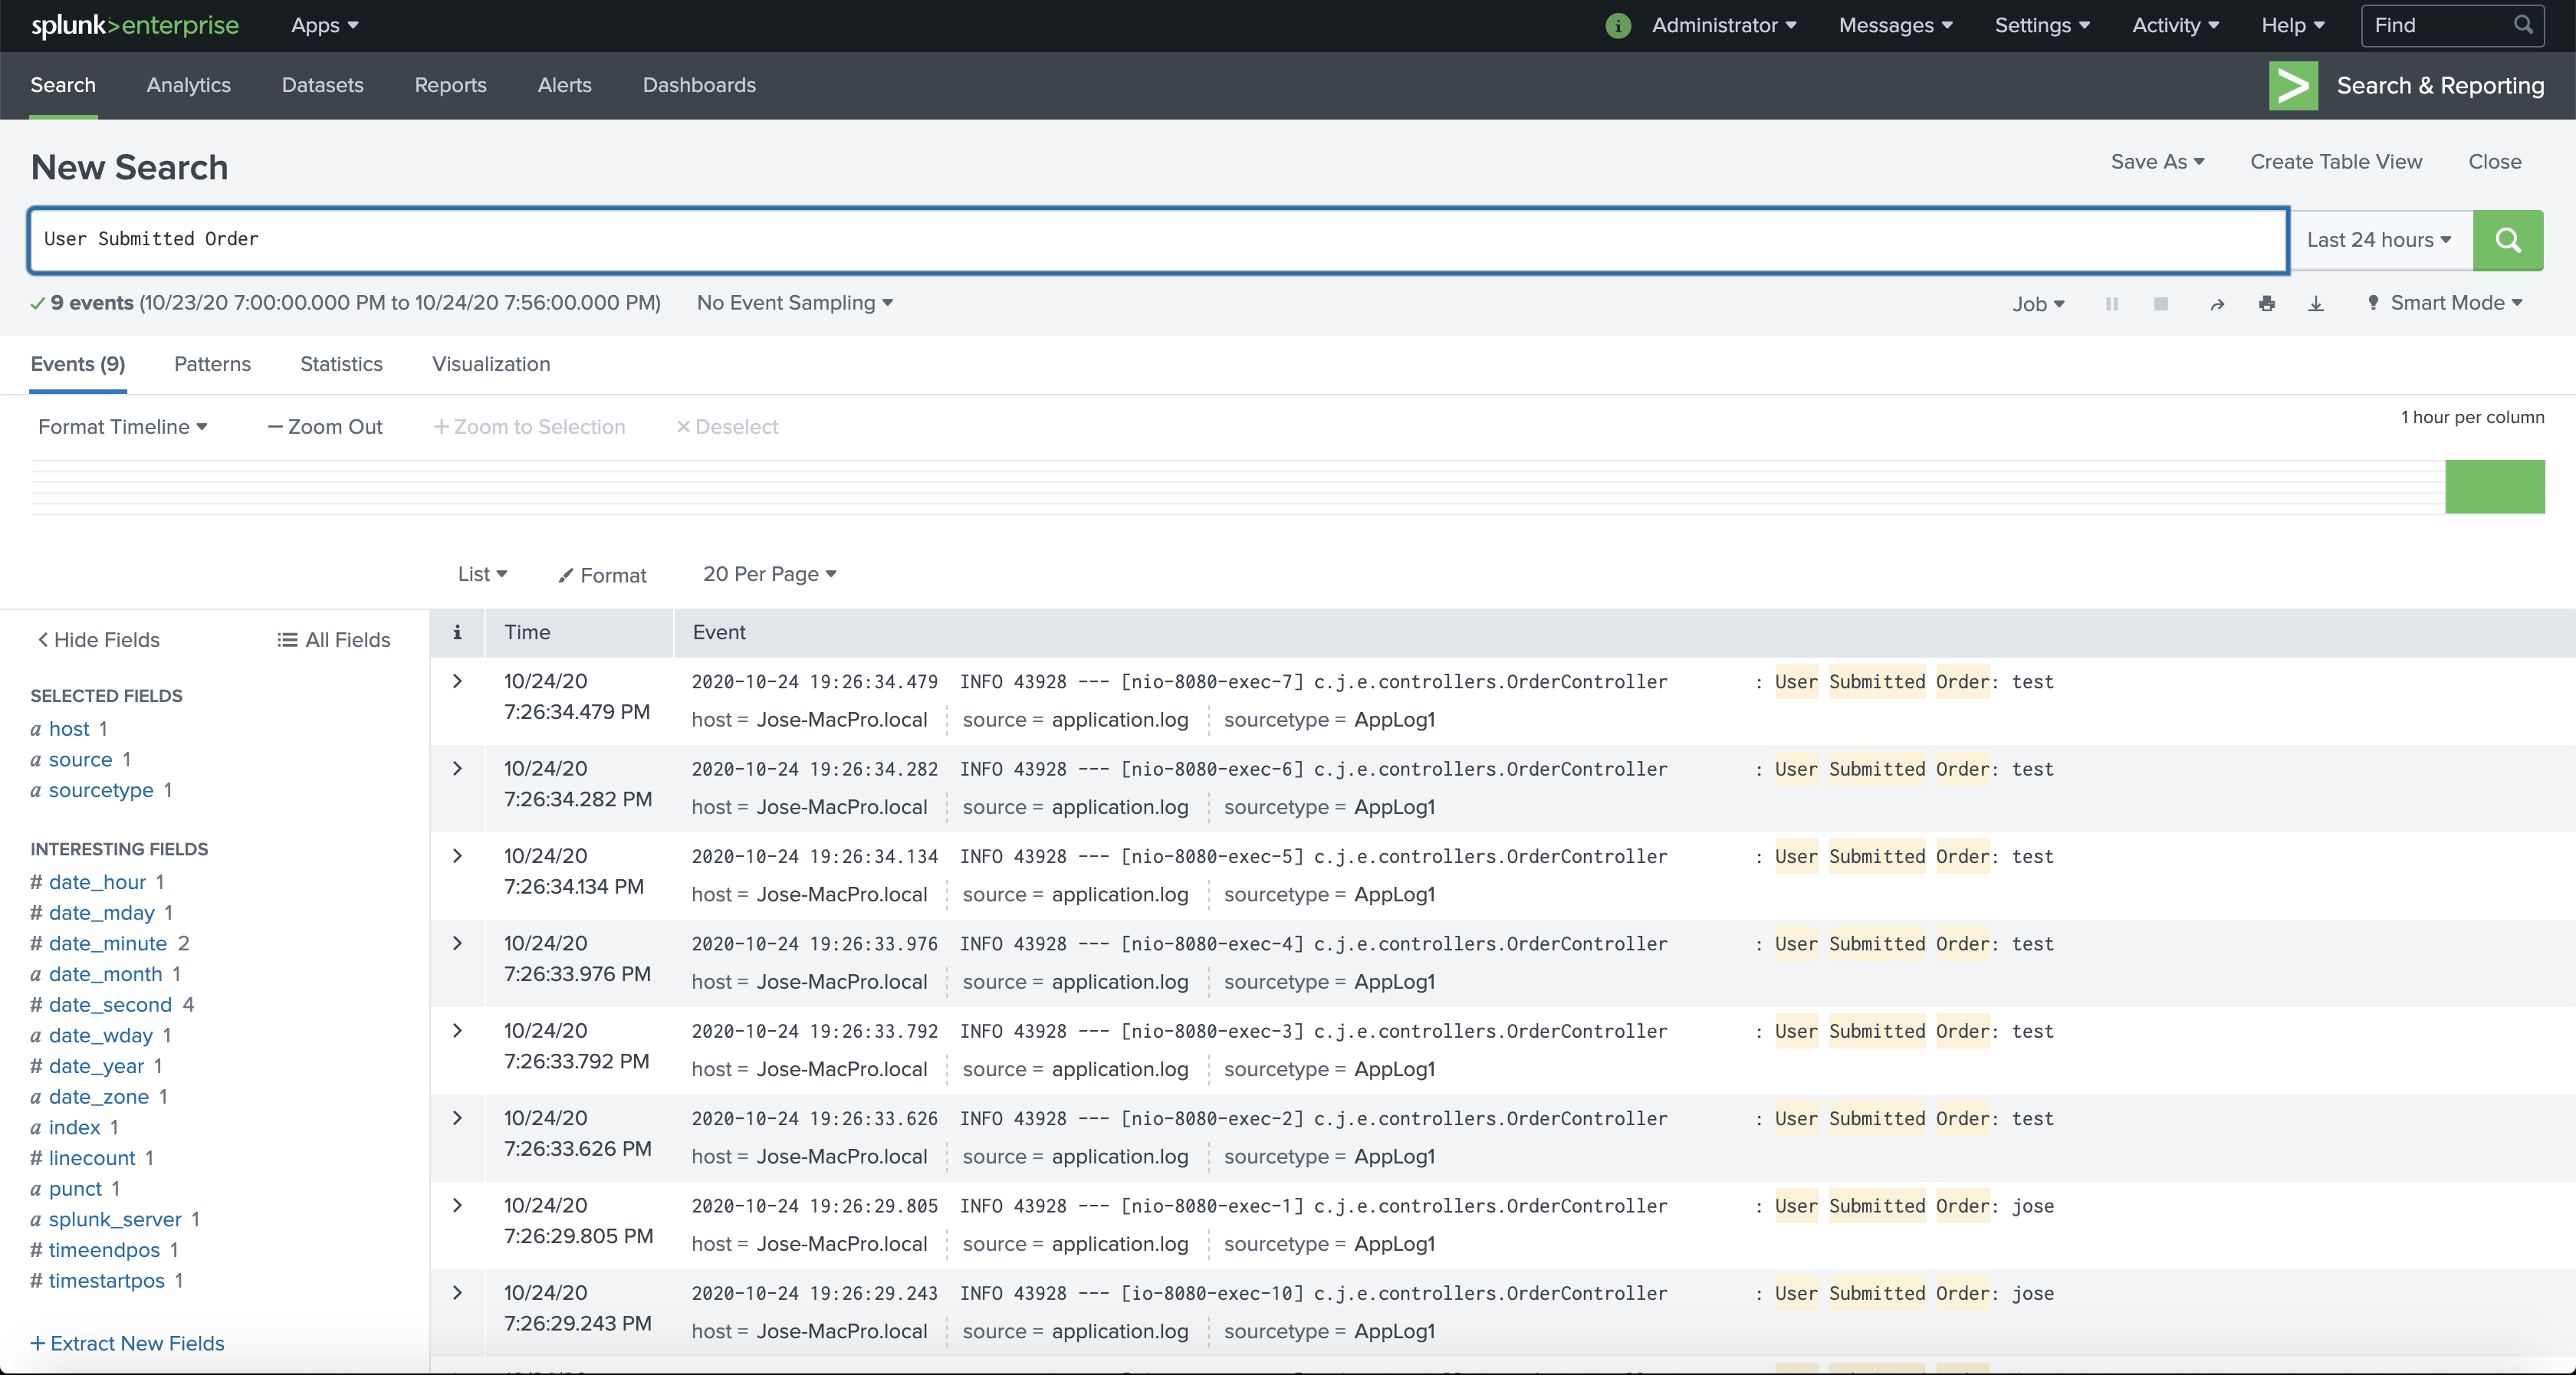 splunk>enterprise Apps Administrator Messages Settings Activity Help Find
Search Analytics Datasets Reports Alerts Dashboards Search & Reporting
New Search Save As Create Table View Close
User Submitted Order Last 24 hours
9 events (10/23/20 7:00:00.000 PM to 10/24/20 7:56:00.000 PM) No Event Sampling Job Smart Mode
Events (9) Patterns Statistics Visualization
Format Timeline — Zoom Out + Zoom to Selection × Deselect 1 hour per column
List Format 20 Per Page
< Hide Fields All Fields
SELECTED FIELDS
a host 1
a source 1
a sourcetype 1
INTERESTING FIELDS
# date_hour 1
# date_mday 1
# date_minute 2
a date_month 1
# date_second 4
a date_wday 1
# date_year 1
a date_zone 1
a index 1
# linecount 1
a punct 1
a splunk_server 1
# timeendpos 1
# timestartpos 1
+ Extract New Fields
i Time Event
> 10/24/20 2020-10-24 19:26:34.479 INFO 43928 --- [nio-8080-exec-7] c.j.e.controllers.OrderController : User Submitted Order: test
7:26:34.479 PM host = Jose-MacPro.local source = application.log sourcetype = AppLog1
> 10/24/20 2020-10-24 19:26:34.282 INFO 43928 --- [nio-8080-exec-6] c.j.e.controllers.OrderController : User Submitted Order: test
7:26:34.282 PM host = Jose-MacPro.local source = application.log sourcetype = AppLog1
> 10/24/20 2020-10-24 19:26:34.134 INFO 43928 --- [nio-8080-exec-5] c.j.e.controllers.OrderController : User Submitted Order: test
7:26:34.134 PM host = Jose-MacPro.local source = application.log sourcetype = AppLog1
> 10/24/20 2020-10-24 19:26:33.976 INFO 43928 --- [nio-8080-exec-4] c.j.e.controllers.OrderController : User Submitted Order: test
7:26:33.976 PM host = Jose-MacPro.local source = application.log sourcetype = AppLog1
> 10/24/20 2020-10-24 19:26:33.792 INFO 43928 --- [nio-8080-exec-3] c.j.e.controllers.OrderController : User Submitted Order: test
7:26:33.792 PM host = Jose-MacPro.local source = application.log sourcetype = AppLog1
> 10/24/20 2020-10-24 19:26:33.626 INFO 43928 --- [nio-8080-exec-2] c.j.e.controllers.OrderController : User Submitted Order: test
7:26:33.626 PM host = Jose-MacPro.local source = application.log sourcetype = AppLog1
> 10/24/20 2020-10-24 19:26:29.805 INFO 43928 --- [nio-8080-exec-1] c.j.e.controllers.OrderController : User Submitted Order: jose
7:26:29.805 PM host = Jose-MacPro.local source = application.log sourcetype = AppLog1
> 10/24/20 2020-10-24 19:26:29.243 INFO 43928 --- [io-8080-exec-10] c.j.e.controllers.OrderController : User Submitted Order: jose
7:26:29.243 PM host = Jose-MacPro.local source = application.log sourcetype = AppLog1